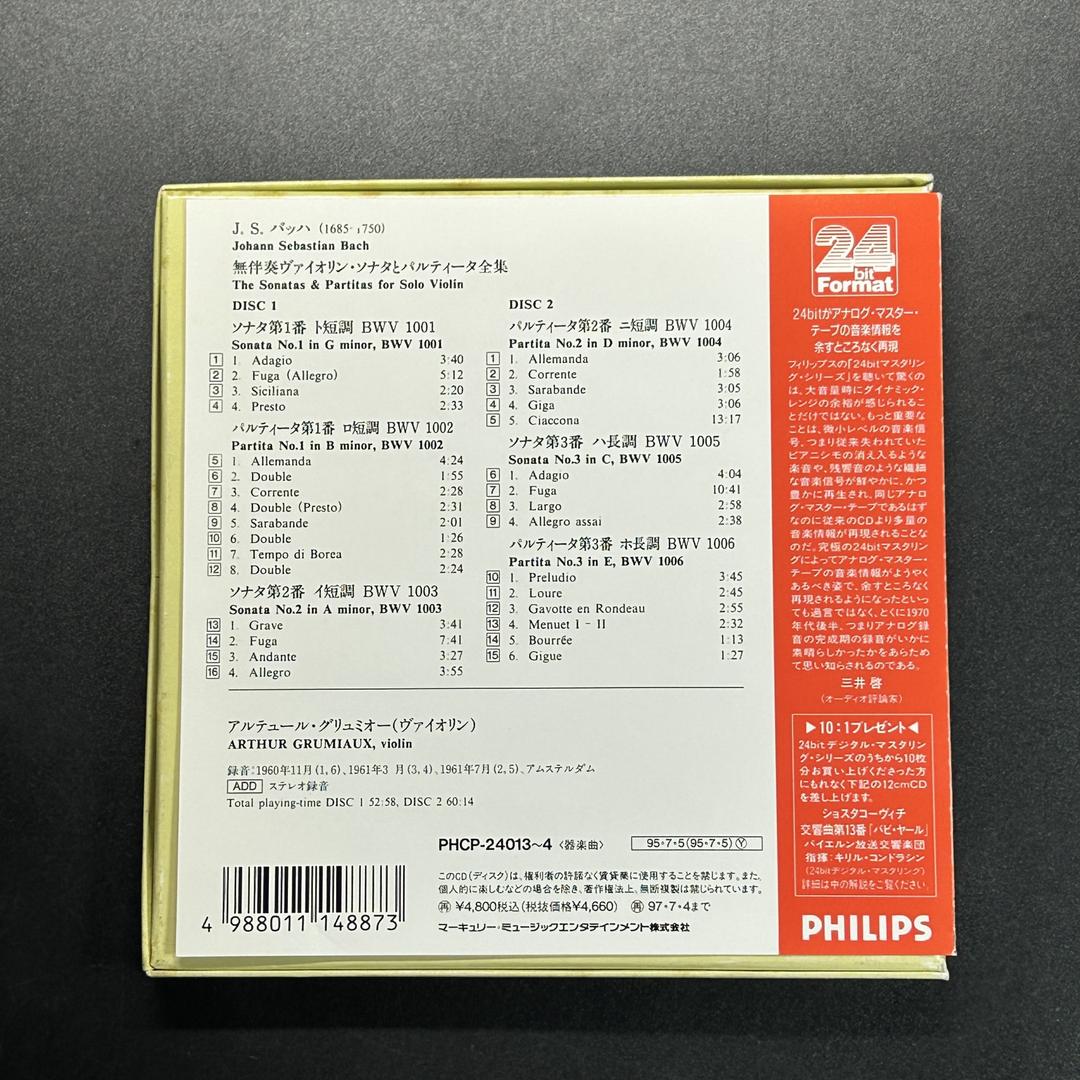 J. S. バッハ (1685-1750)
Johann Sebastian Bach
無伴奏ヴァイオリン・ソナタとパルティータ全集
The Sonatas & Partitas for Solo Violin
DISC 1
ソナタ第1番 ト短調 BWV 1001
Sonata No.1 in G minor, BWV 1001
1 1. Adagio 3:40
2 2. Fuga (Allegro) 5:12
3 3. Siciliana 2:20
4 4. Presto 2:33
パルティータ第1番 ロ短調 BWV 1002
Partita No.1 in B minor, BWV 1002
5 1. Allemanda 4:24
6 2. Double 1:55
7 3. Corrente 2:28
8 4. Double (Presto) 2:31
9 5. Sarabande 2:01
10 6. Double 1:26
11 7. Tempo di Borea 2:28
12 8. Double 2:24
ソナタ第2番 イ短調 BWV 1003
Sonata No.2 in A minor, BWV 1003
13 1. Grave 3:41
14 2. Fuga 7:41
15 3. Andante 3:27
16 4. Allegro 3:55
DISC 2
パルティータ第2番 ニ短調 BWV 1004
Partita No.2 in D minor, BWV 1004
1 1. Allemanda 3:06
2 2. Corrente 1:58
3 3. Sarabande 3:05
4 4. Giga 3:06
5 5. Ciaccona 13:17
ソナタ第3番 ハ長調 BWV 1005
Sonata No.3 in C, BWV 1005
6 1. Adagio 4:04
7 2. Fuga 10:41
8 3. Largo 2:58
9 4. Allegro assai 2:38
パルティータ第3番 ホ長調 BWV 1006
Partita No.3 in E, BWV 1006
10 1. Preludio 3:45
11 2. Loure 2:45
12 3. Gavotte en Rondeau 2:55
13 4. Menuet I - II 2:32
14 5. Bourrée 1:13
15 6. Gigue 1:27
アルテュール・グリュミオー(ヴァイオリン)
ARTHUR GRUMIAUX, violin
録音:1960年11月(1,6)、1961年3月(3,4)、1961年7月(2,5)、アムステルダム
ADD ステレオ録音
Total playing-time DISC 1 52:58, DISC 2 60:14
PHCP-24013~4 〈器楽曲〉 95・7・5(95・7・5)Ⓨ
このCD(ディスク)は、権利者の許諾なく賃貸業に使用することを禁じます。また、
個人的に楽しむなどの場合を除き、著作権法上、無断複製は禁じられています。
㊢ ¥4,800税込(税抜価格¥4,660) ㊢ 97・7・4まで
マーキュリー・ミュージックエンタテインメント株式会社
4 988011 148873
24
bit
Format
24bitがアナログ・マスター・
テープの音楽情報を
余すところなく再現
フィリップスの「24bitマスタリン
グ・シリーズ」を聴いて驚くの
は、大音量時にダイナミック・
レンジの余裕が感じられるこ
とだけではない。もっと重要な
ことは、微小レベルの音楽信
号、つまり従来失われていた
ピアニシモの消え入るような
楽音や、残響音のような繊細
な音楽信号が鮮やかに、かつ
豊かに再生され、同じアナロ
グ・マスター・テープであるはず
なのに従来のCDより多量の
音楽情報が再現されることな
のだ。究極の24bitマスタリン
グによってアナログ・マスター・
テープの音楽情報がようやく
あるべき姿で、余すところなく
再現されるようになったといっ
ても過言ではなく、とくに1970
年代後半、つまりアナログ録
音の完成期の録音がいかに
素晴らしかったかをあらため
て思い知らされるのである。
三井 啓
(オーディオ評論家)
▶10:1プレゼント◀
24bitデジタル・マスタリン
グ・シリーズのうちから10枚
分お買い上げくださった方
にもれなく下記の12cmCD
を差し上げます。
ショスタコーヴィチ
交響曲第13番「バビ・ヤール」
バイエルン放送交響楽団
指揮:キリル・コンドラシン
(24bitデジタル・マスタリング)
詳細は中の解説をご覧ください。
PHILIPS